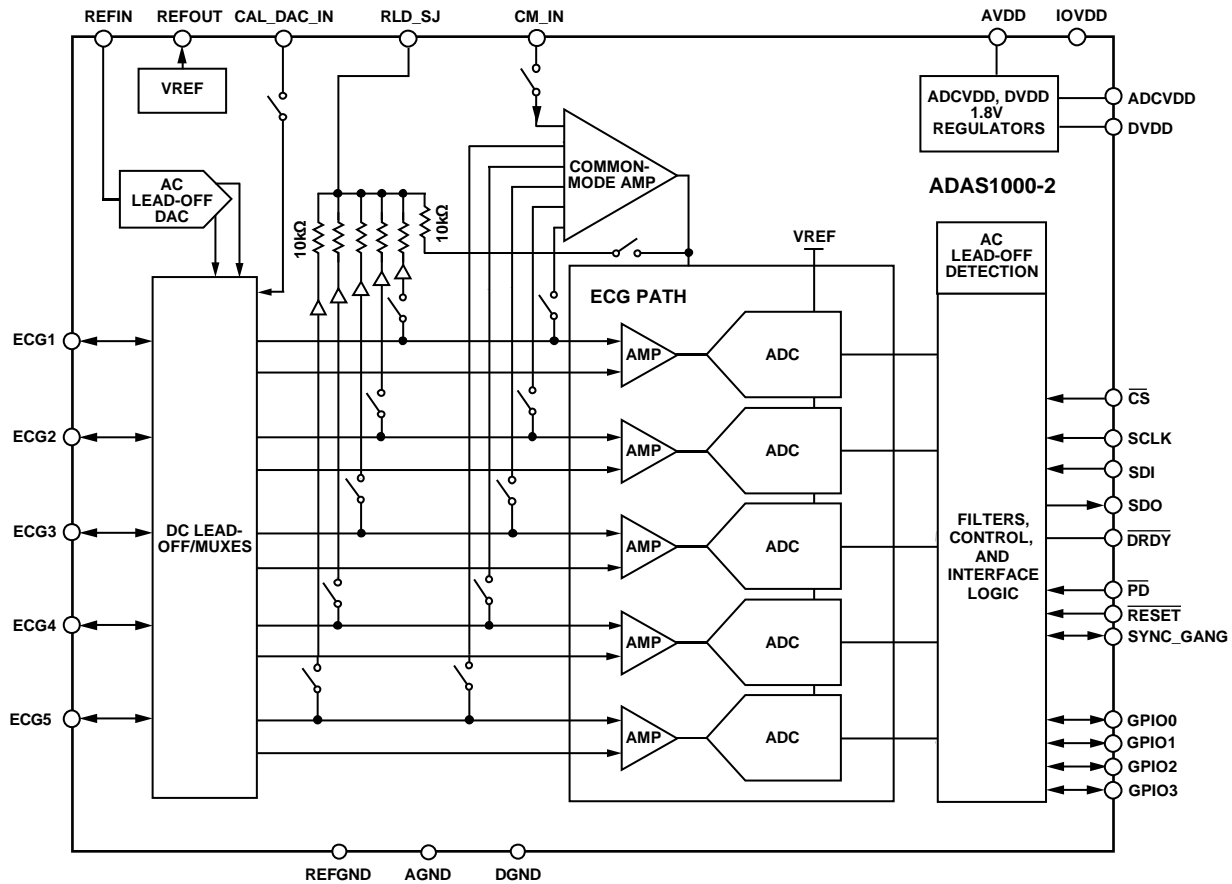 REFIN
REFOUT
CAL_DAC_IN
RLD_SJ
CM_IN
AVDD
IOVDD
VREF
ADCVDD, DVDD
1.8V
REGULATORS
ADCVDD
DVDD
COMMON-
MODE AMP
ADAS1000-2
AC
LEAD-OFF
DAC
10kΩ
10kΩ
VREF
AC
LEAD-OFF
DETECTION
ECG PATH
ECG1
AMP
ADC
CS
ECG2
SCLK
AMP
ADC
SDI
SDO
ECG3
DC LEAD-
OFF/MUXES
AMP
ADC
FILTERS,
CONTROL,
AND
INTERFACE
LOGIC
DRDY
PD
RESET
ECG4
SYNC_GANG
AMP
ADC
ECG5
AMP
ADC
GPIO0
GPIO1
GPIO2
GPIO3
REFGND
AGND
DGND